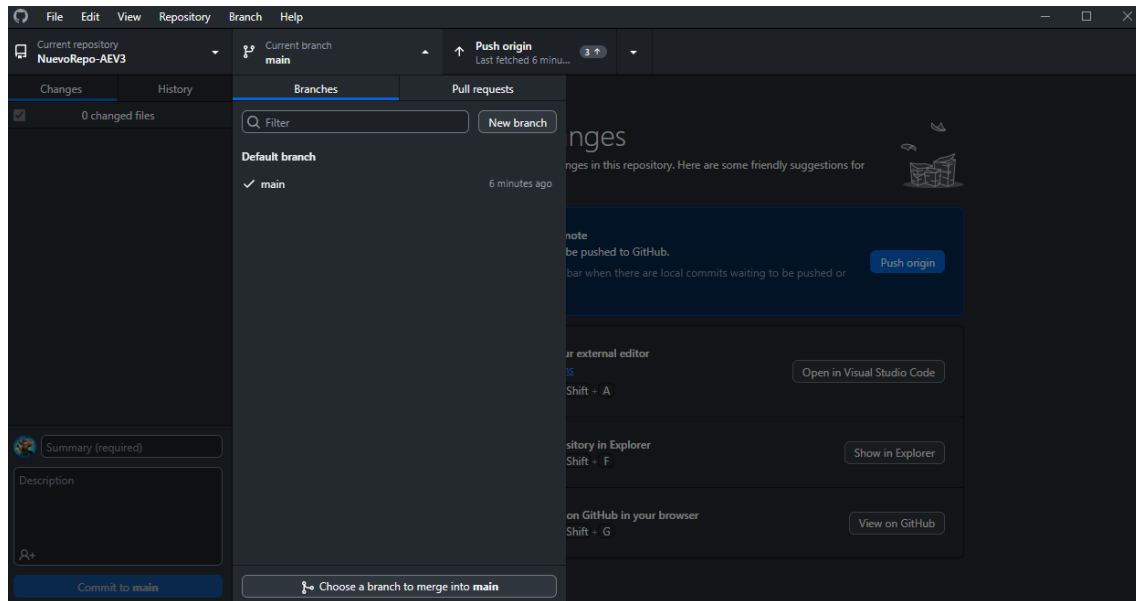 File Edit View Repository Branch Help
Current repository
NuevoRepo-AEV3
Current branch
main
Push origin
Last fetched 6 minu...
3
Changes History
0 changed files
Branches Pull requests
Filter
New branch
Default branch
main 6 minutes ago
Choose a branch to merge into main
Summary (required)
Description
Commit to main
nges
nges in this repository. Here are some friendly suggestions for
note
be pushed to GitHub.
bar when there are local commits waiting to be pushed or
Push origin
ur external editor
Shift + A
Open in Visual Studio Code
sitory in Explorer
Shift + F
Show in Explorer
on GitHub in your browser
Shift + G
View on GitHub